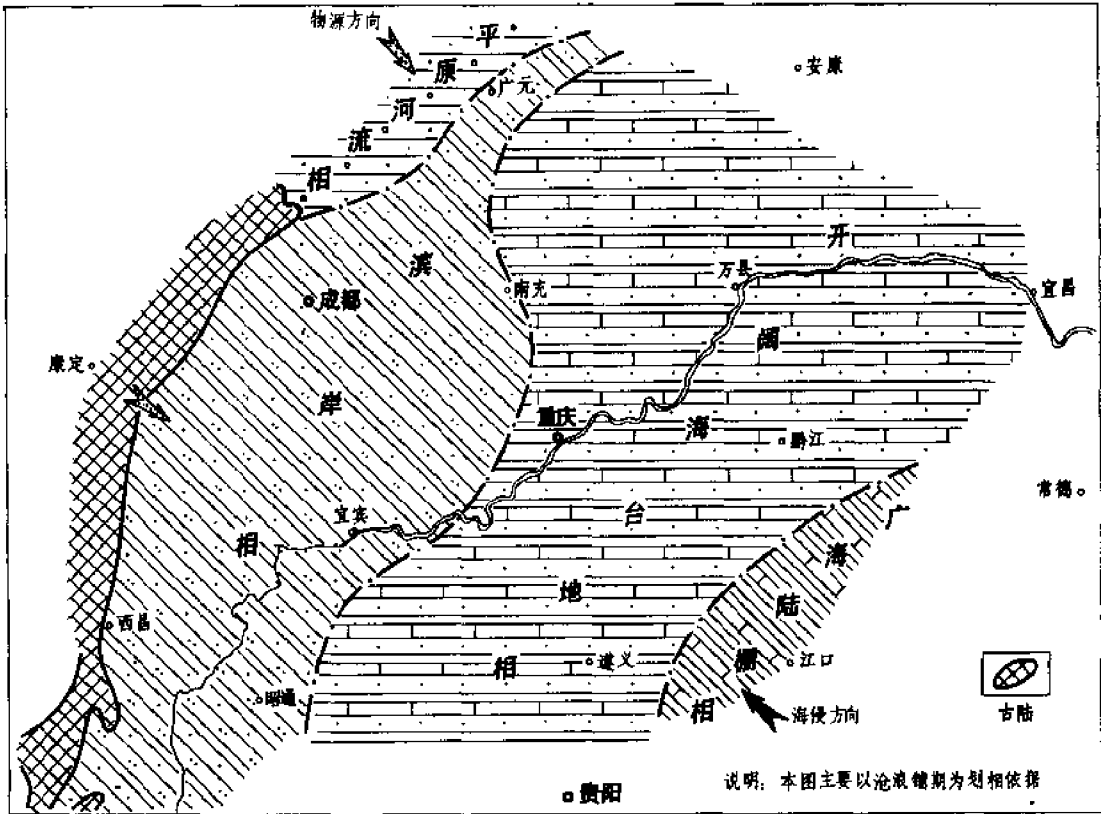 物源方向
平原河流相
广元
安康
滨岸相
成都
南充
开阔海台地相
万县
宜昌
康定
重庆
黔江
常德
宜宾
广海陆棚相
西昌
遵义
江口
昭通
海侵方向
古陆
贵阳
说明：本图主要以沧浪铺期为划相依据